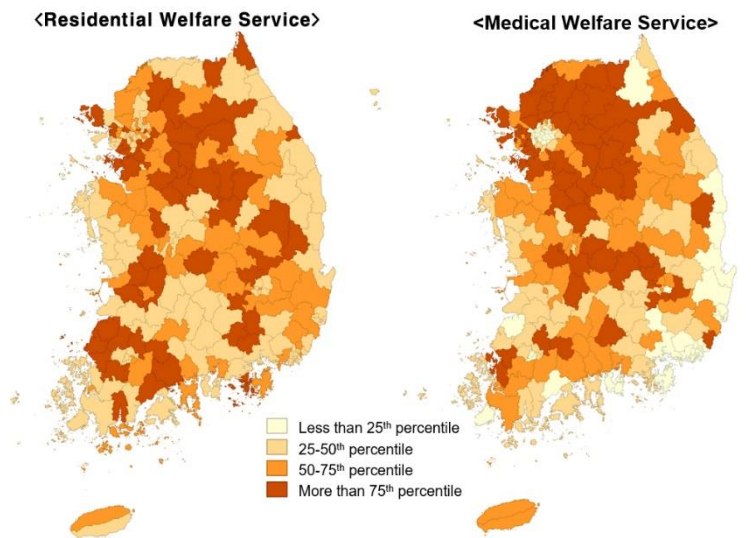 <Residential Welfare Service>
<Medical Welfare Service>
Less than 25th percentile
25-50th percentile
50-75th percentile
More than 75th percentile